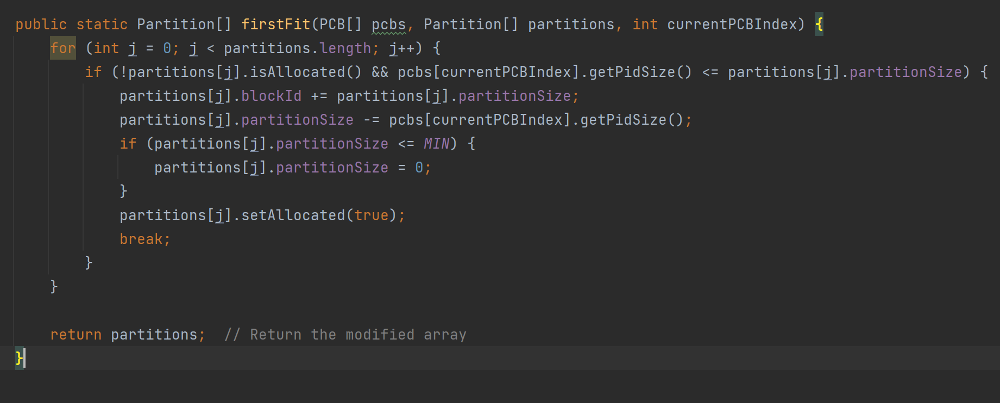 public static Partition[] firstFit(PCB[] pcbs, Partition[] partitions, int currentPCBIndex) {
    for (int j = 0; j < partitions.length; j++) {
        if (!partitions[j].isAllocated() && pcbs[currentPCBIndex].getPidSize() <= partitions[j].partitionSize) {
            partitions[j].blockId += partitions[j].partitionSize;
            partitions[j].partitionSize -= pcbs[currentPCBIndex].getPidSize();
            if (partitions[j].partitionSize <= MIN) {
                partitions[j].partitionSize = 0;
            }
            partitions[j].setAllocated(true);
            break;
        }
    }

    return partitions;  // Return the modified array
}